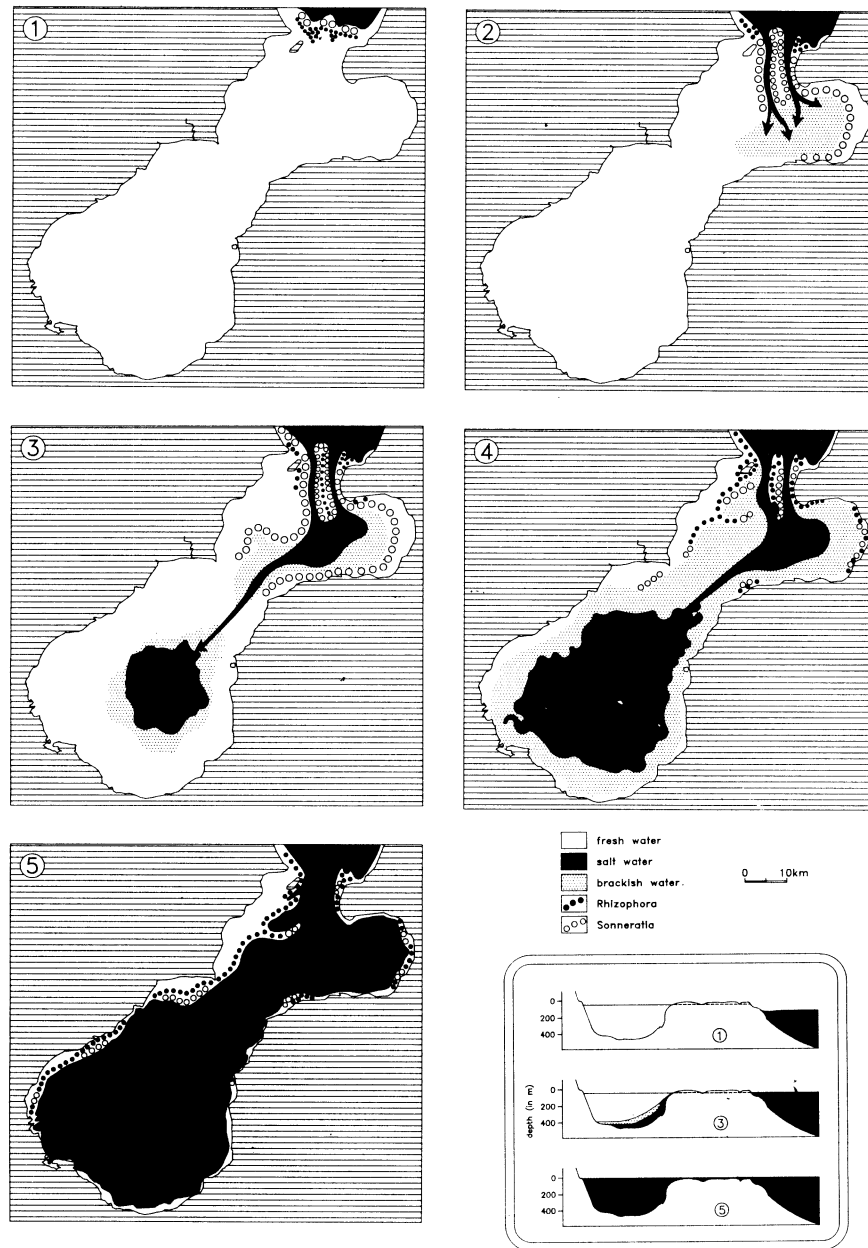 1
2
3
4
5
fresh water
salt water
brackish water.
Rhizophora
Sonneratia
0 10km
0
200
400
1
depth (in m)
0
200
400
3
0
200
400
5